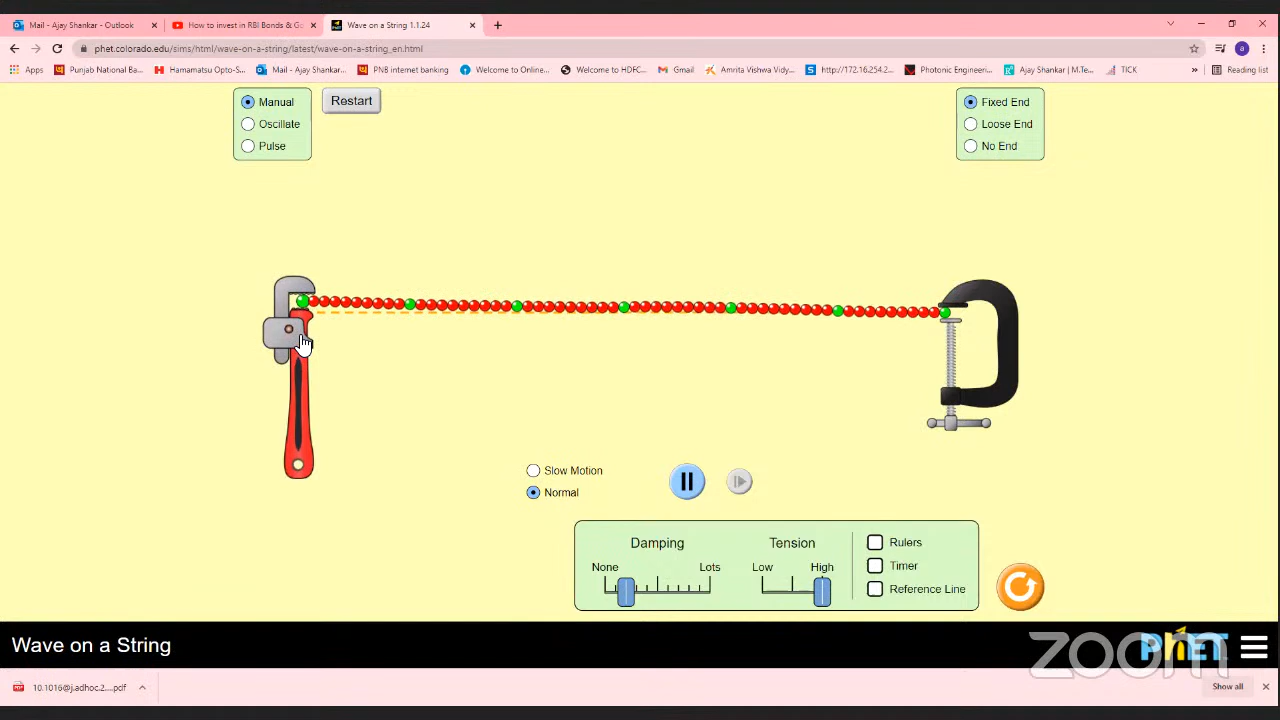 Mail - Ajay Shankar - Outlook
How to invest in RBI Bonds & Go
Wave on a String 1.1.24
phet.colorado.edu/sims/html/wave-on-a-string/latest/wave-on-a-string_en.html
a
Apps
Punjab National Ba...
Hamamatsu Opto-S...
Mail - Ajay Shankar...
PNB internet banking
Welcome to Online...
Welcome to HDFC...
Gmail
Amrita Vishwa Vidy...
http://172.16.254.2...
Photonic Engineeri...
Ajay Shankar | M.Te...
TICK
»
Reading list
Manual
Oscillate
Pulse
Restart
Fixed End
Loose End
No End
Slow Motion
Normal
Damping
None
Lots
Tension
Low
High
Rulers
Timer
Reference Line
Wave on a String
PhET
zoom
10.1016@j.adhoc.2....pdf
Show all